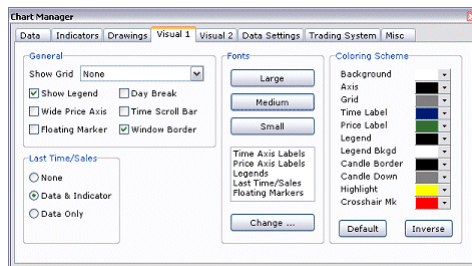 Chart Manager
Data Indicators Drawings Visual 1 Visual 2 Data Settings Trading System Misc
General
Show Grid None
Show Legend Day Break
Wide Price Axis Time Scroll Bar
Floating Marker Window Border
Last Time/Sales
None
Data & Indicator
Data Only
Fonts
Large
Medium
Small
Time Axis Labels
Price Axis Labels
Legends
Last Time/Sales
Floating Markers
Change ...
Coloring Scheme
Background
Axis
Grid
Time Label
Price Label
Legend
Legend Bkgd
Candle Border
Candle Down
Highlight
Crosshair Mk
Default Inverse